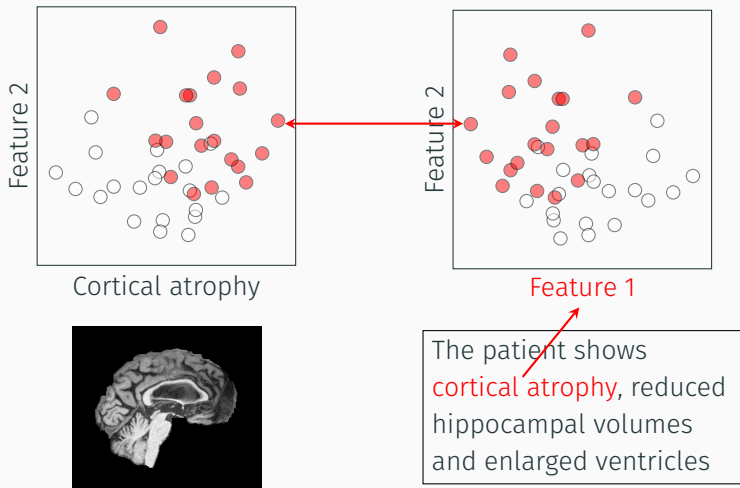 Feature 2
Feature 2
Cortical atrophy
Feature 1
The patient shows
cortical atrophy, reduced
hippocampal volumes
and enlarged ventricles